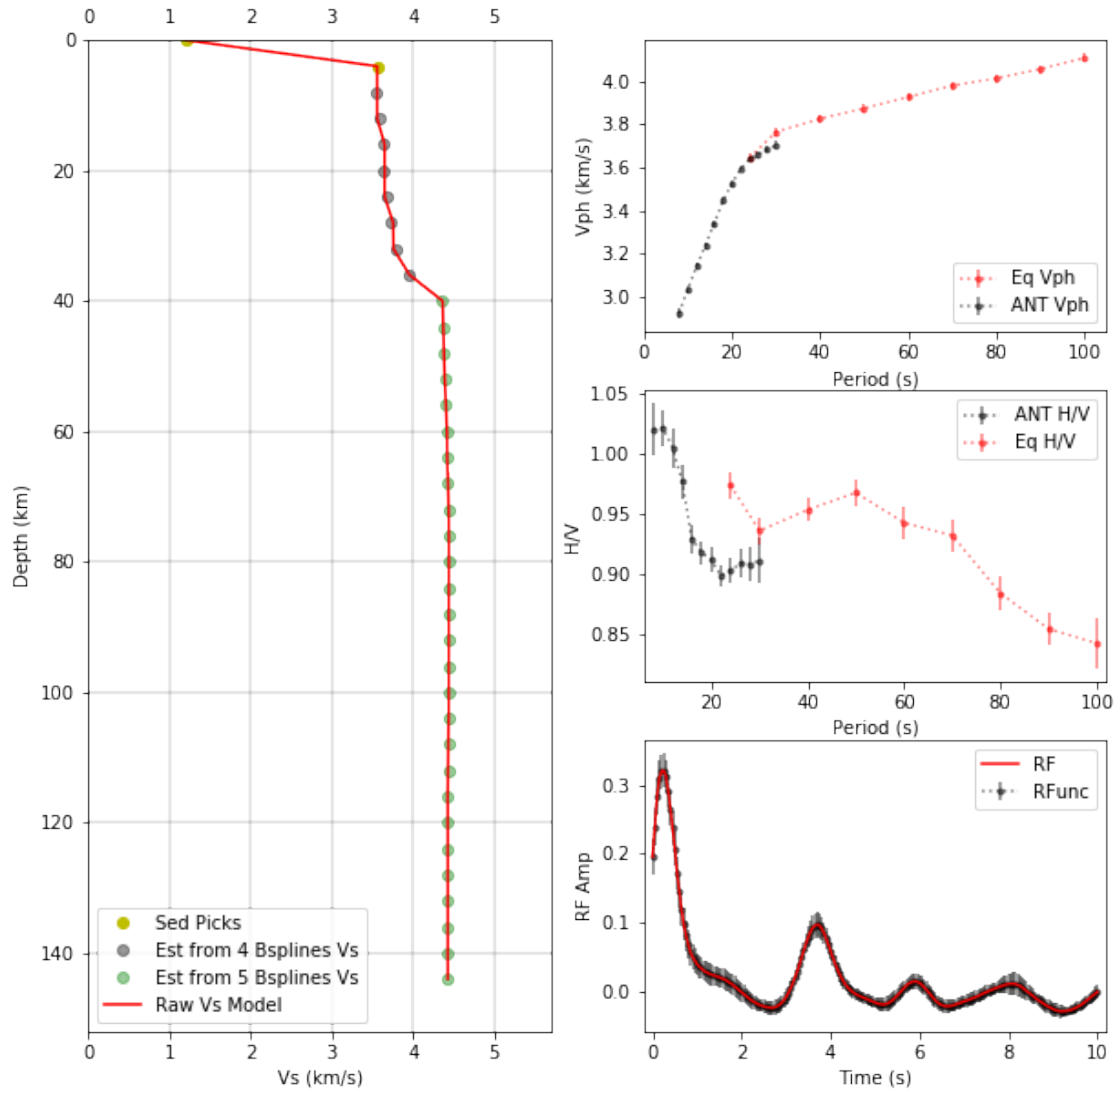 0 1 2 3 4 5
0
20
40
60
80
100
120
140
Depth (km)
Sed Picks
Est from 4 Bsplines Vs
Est from 5 Bsplines Vs
Raw Vs Model
0 1 2 3 4 5
Vs (km/s)
4.0
3.8
3.6
3.4
3.2
3.0
Vph (km/s)
Eq Vph
ANT Vph
0 20 40 60 80 100
Period (s)
1.05
1.00
0.95
0.90
0.85
H/V
ANT H/V
Eq H/V
20 40 60 80 100
Period (s)
0.3
0.2
0.1
0.0
RF Amp
RF
RFunc
0 2 4 6 8 10
Time (s)